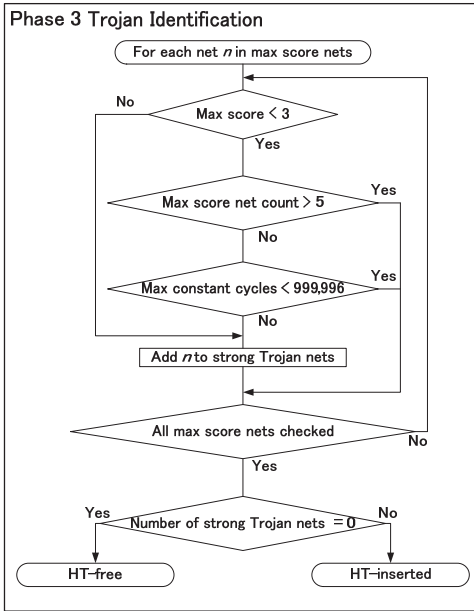 Phase 3 Trojan Identification
For each net n in max score nets
No
Max score < 3
Yes
Yes
Max score net count > 5
No
Yes
Max constant cycles < 999,996
No
Add n to strong Trojan nets
All max score nets checked
No
Yes
Yes
Number of strong Trojan nets = 0
No
HT-free
HT-inserted